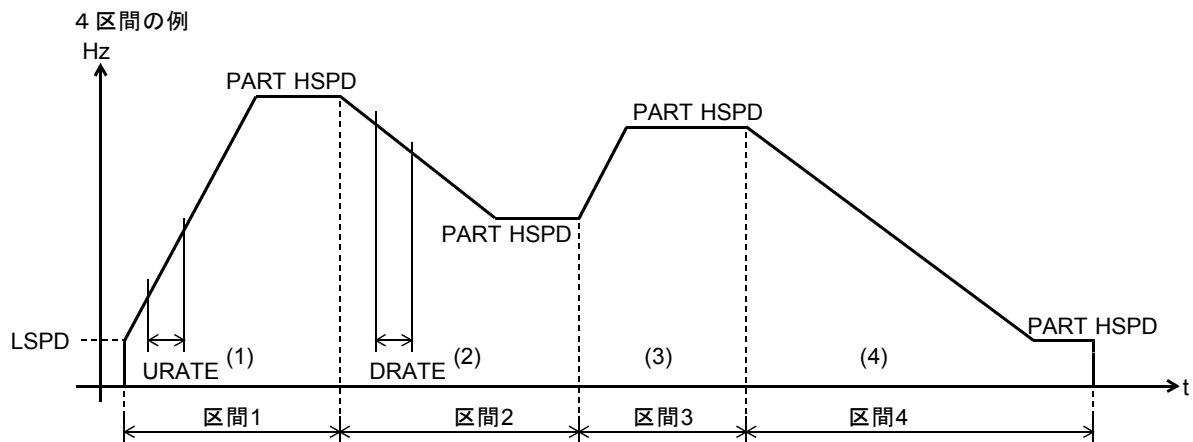 ４区間の例
Hz
PART HSPD
PART HSPD
PART HSPD
LSPD
PART HSPD
URATE
(1)
DRATE
(2)
(3)
(4)
t
区間1
区間2
区間3
区間4